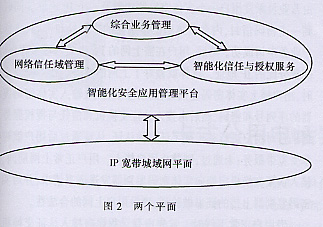 综合业务管理
网络信任域管理
智能化信任与授权服务
智能化安全应用管理平台
IP 宽带城域网平面
图 2 两个平面